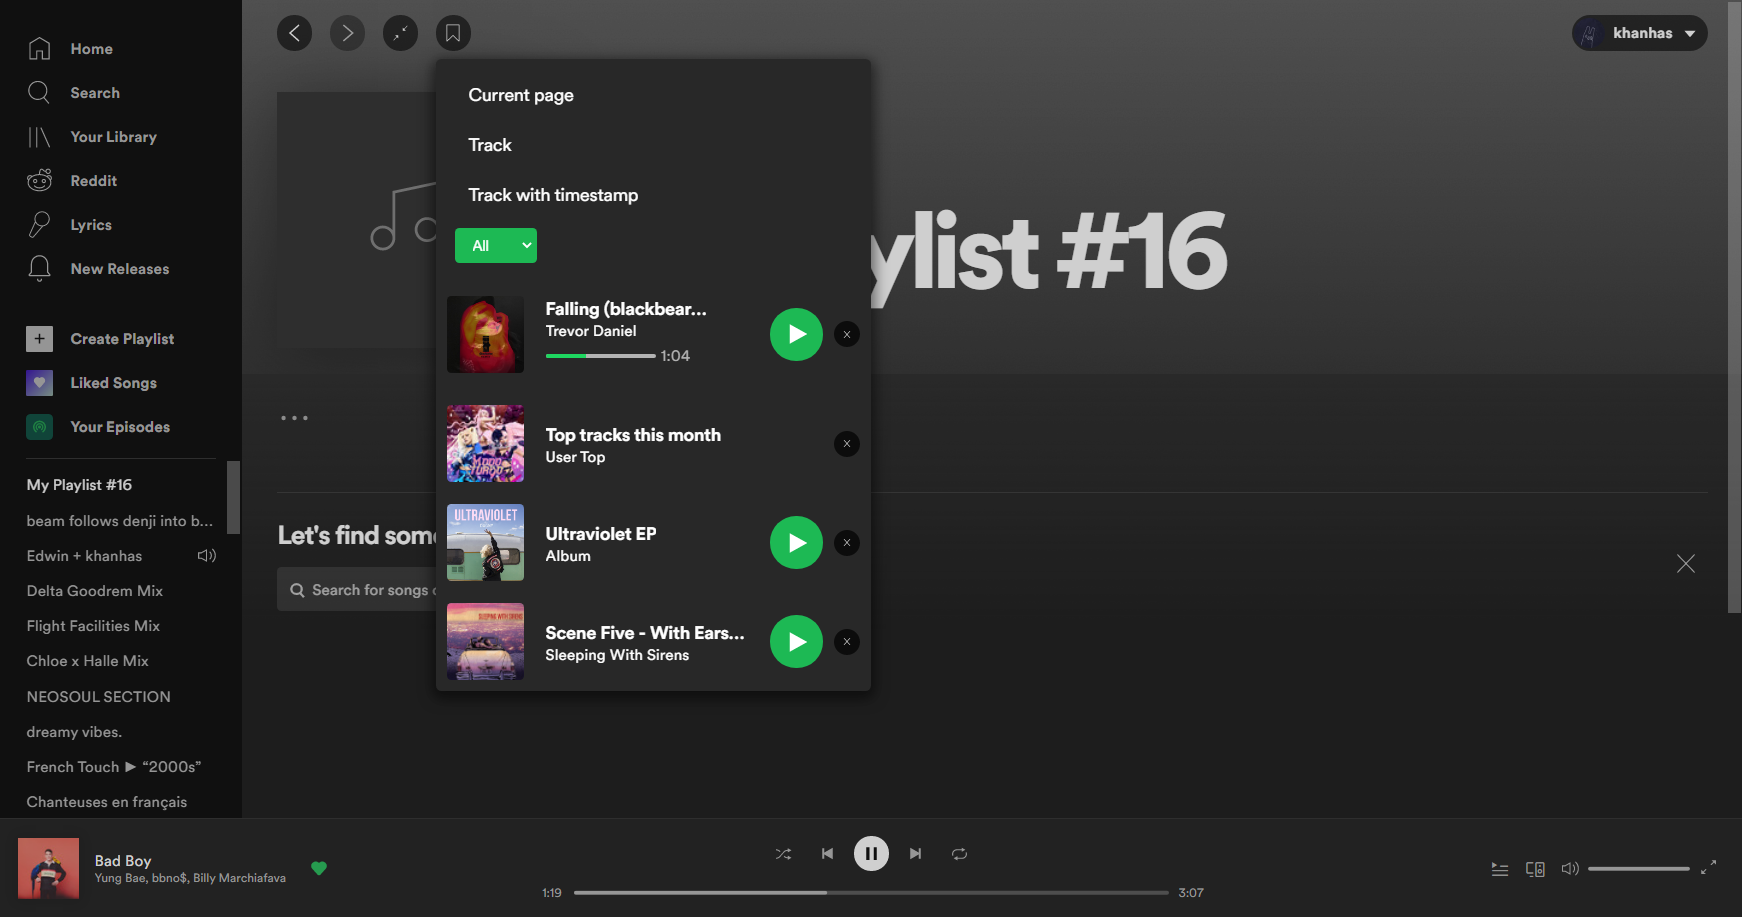 Home
Search
Your Library
Reddit
Lyrics
New Releases
Create Playlist
Liked Songs
Your Episodes
My Playlist #16
beam follows denji into b...
Edwin + khanhas
Delta Goodrem Mix
Flight Facilities Mix
Chloe x Halle Mix
NEOSOUL SECTION
dreamy vibes.
French Touch ► “2000s”
Chanteuses en français
khanhas
ylist #16
Let's find som
Search for songs
Current page
Track
Track with timestamp
All
Falling (blackbear...
Trevor Daniel
1:04
Top tracks this month
User Top
ULTRAVIOLET
Ultraviolet EP
Album
SLEEPING WITH SIRENS
Scene Five - With Ears...
Sleeping With Sirens
Bad Boy
Yung Bae, bbno$, Billy Marchiafava
1:19
3:07